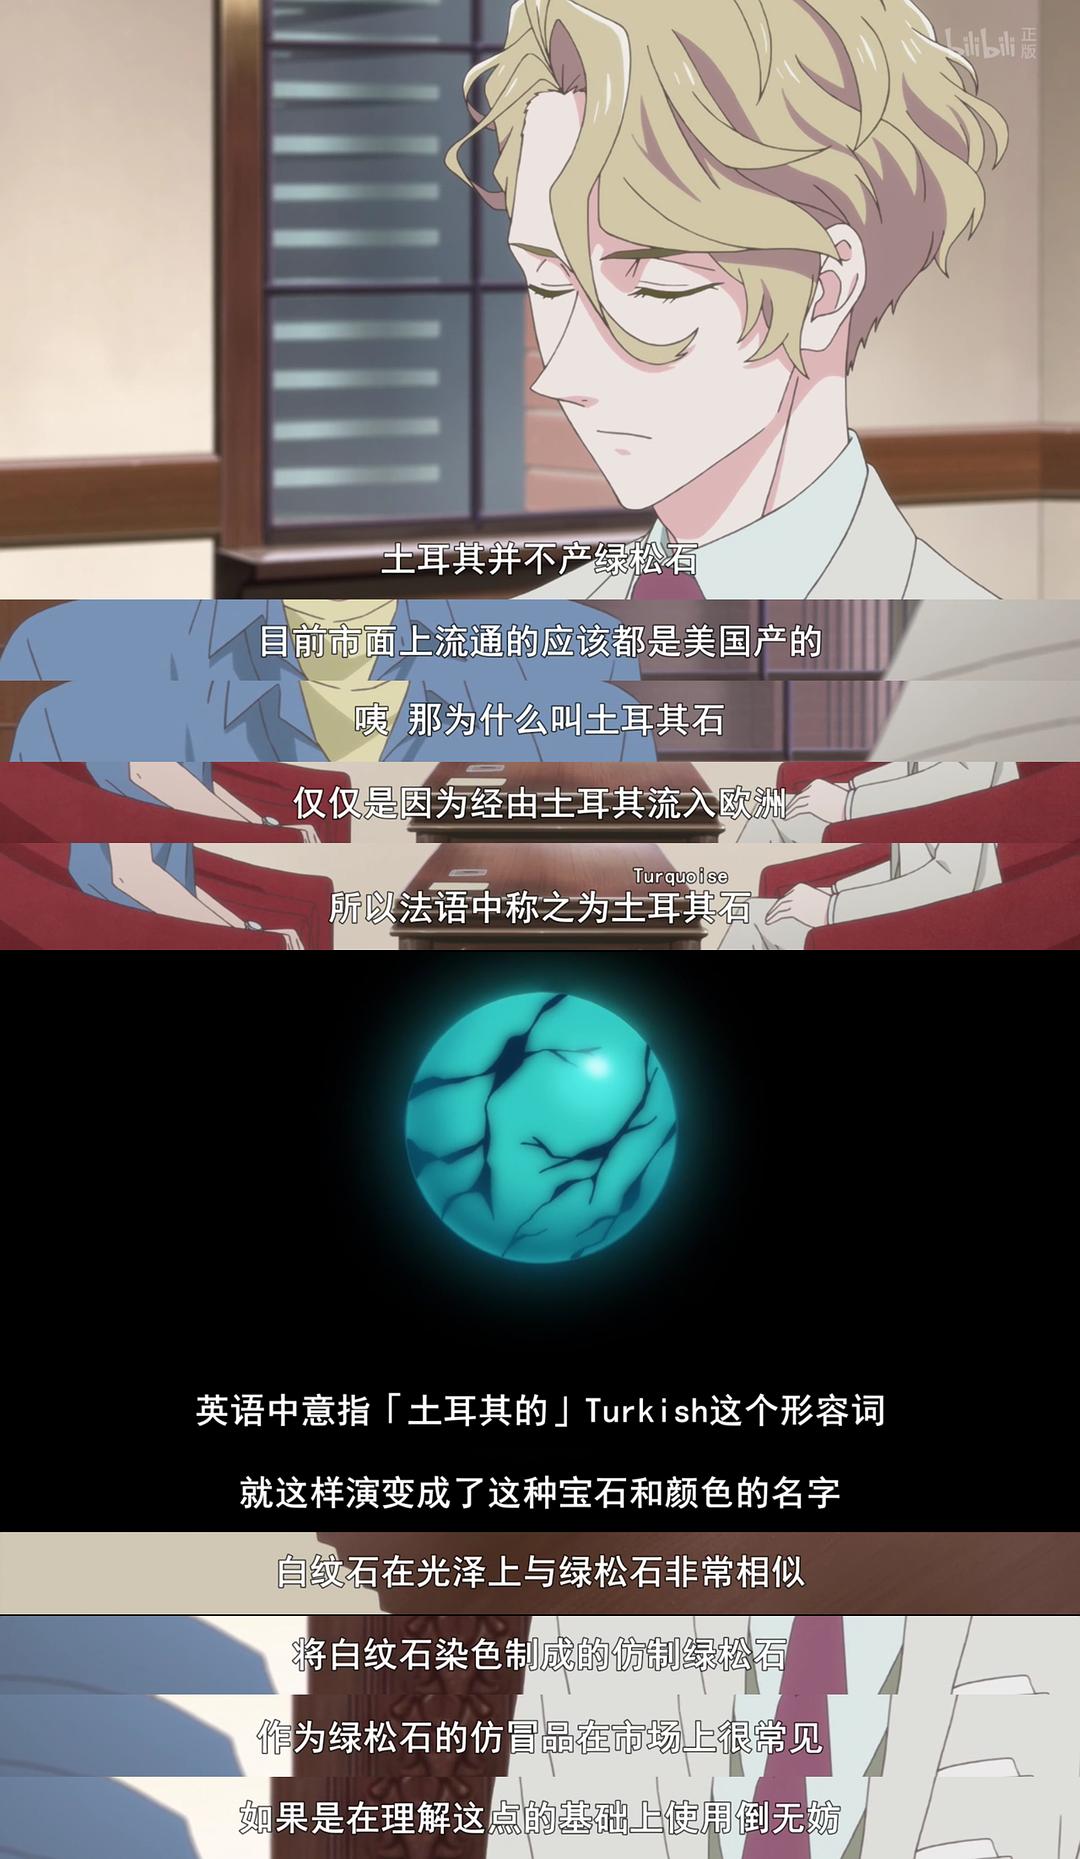 bilibili 正版
土耳其并不产绿松石
目前市面上流通的应该都是美国产的
咦 那为什么叫土耳其石
仅仅是因为经由土耳其流入欧洲
Turquoise
所以法语中称之为土耳其石
英语中意指「土耳其的」Turkish这个形容词
就这样演变成了这种宝石和颜色的名字
白纹石在光泽上与绿松石非常相似
将白纹石染色制成的仿制绿松石
作为绿松石的仿冒品在市场上很常见
如果是在理解这点的基础上使用倒无妨